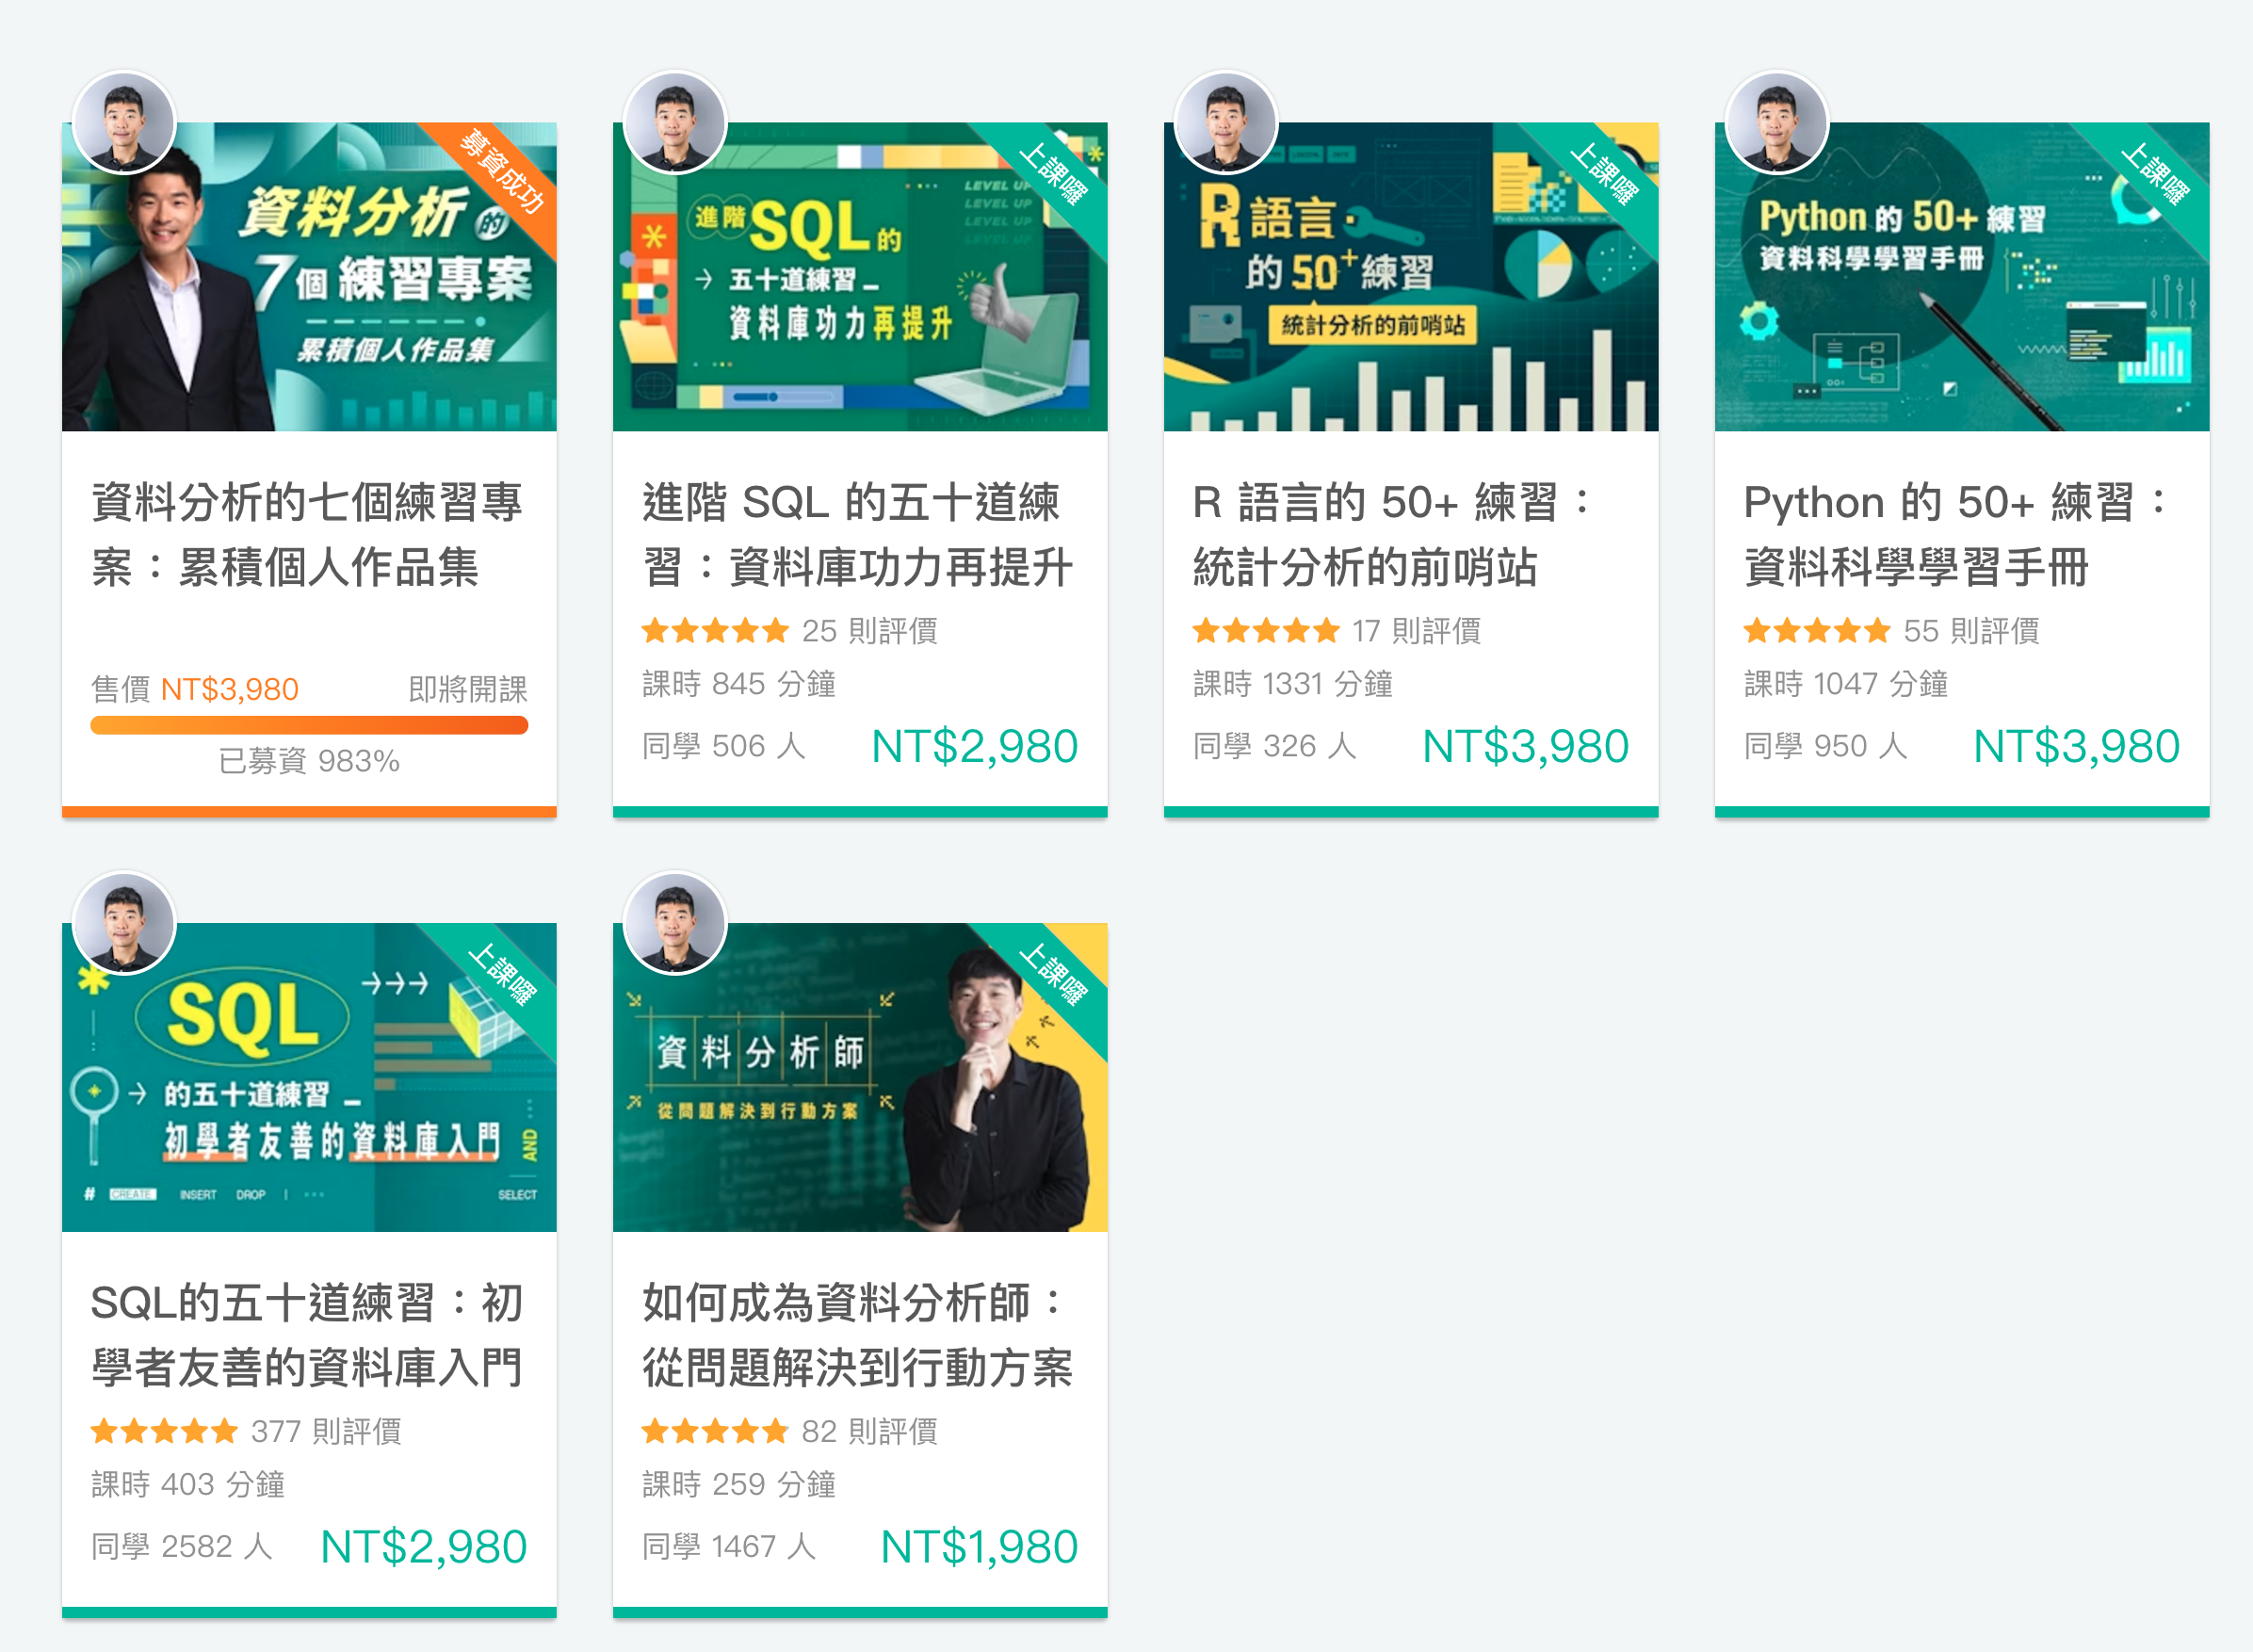 募資成功
資料分析的
7個練習專案
累積個人作品集
資料分析的七個練習專
案：累積個人作品集
售價 NT$3,980 即將開課
已募資 983%
上課囉
LEVEL UP
LEVEL UP
LEVEL UP
LEVEL UP
進階SQL的
五十道練習_
資料庫功力再提升
進階 SQL 的五十道練
習：資料庫功力再提升
25 則評價
課時 845 分鐘
同學 506 人 NT$2,980
上課囉
R語言
的50+練習
統計分析的前哨站
R 語言的 50+ 練習：
統計分析的前哨站
17 則評價
課時 1331 分鐘
同學 326 人 NT$3,980
上課囉
Python 的 50+ 練習
資料科學學習手冊
Python 的 50+ 練習：
資料科學學習手冊
55 則評價
課時 1047 分鐘
同學 950 人 NT$3,980
上課囉
SQL
的五十道練習_
初學者友善的資料庫入門
AND
# CREATE INSERT DROP | ... SELECT
SQL的五十道練習：初
學者友善的資料庫入門
377 則評價
課時 403 分鐘
同學 2582 人 NT$2,980
上課囉
資料分析師
從問題解決到行動方案
如何成為資料分析師：
從問題解決到行動方案
82 則評價
課時 259 分鐘
同學 1467 人 NT$1,980